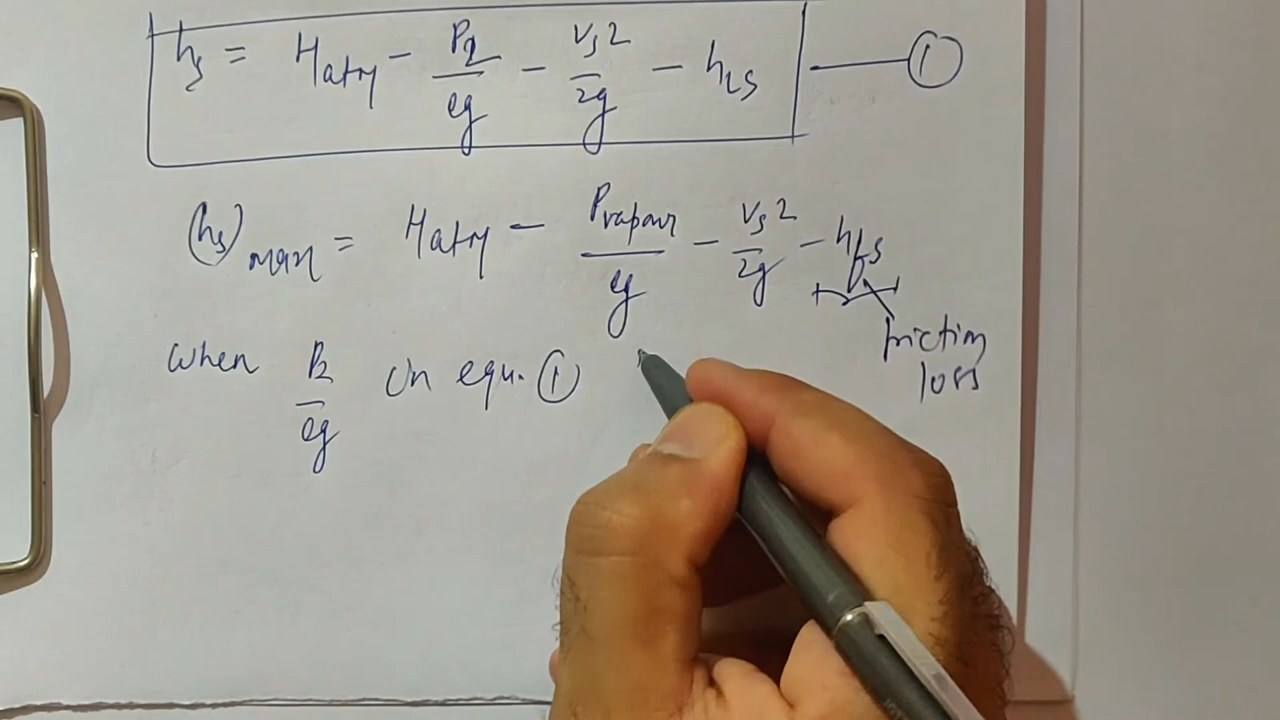 hs = Hatm - P2/ρg - Vs2/2g - hLs —— ①
(hs)max = Hatm - Pvapour/ρg - Vs2/2g - hfs
friction
loss
when P2/ρg in equ. ①